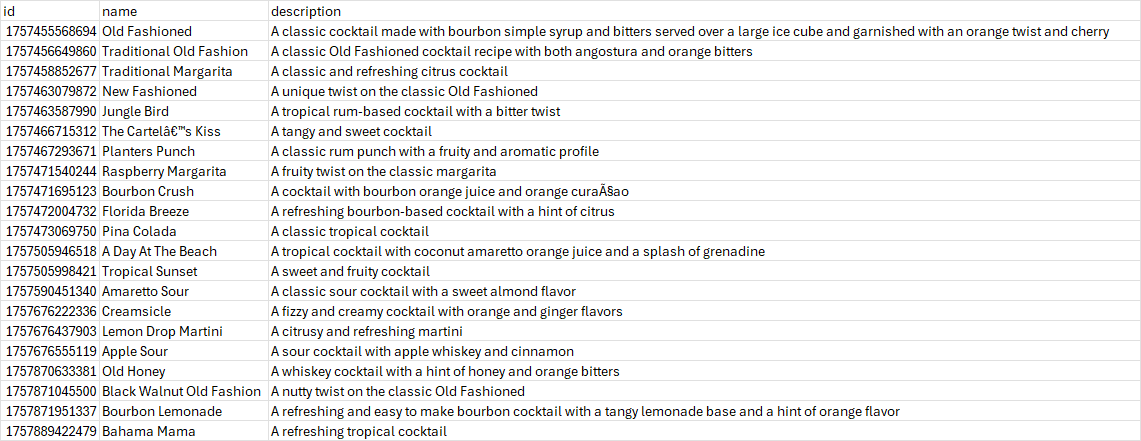 id name description
1757455568694 Old Fashioned A classic cocktail made with bourbon simple syrup and bitters served over a large ice cube and garnished with an orange twist and cherry
1757456649860 Traditional Old Fashion A classic Old Fashioned cocktail recipe with both angostura and orange bitters
1757458852677 Traditional Margarita A classic and refreshing citrus cocktail
1757463079872 New Fashioned A unique twist on the classic Old Fashioned
1757463587990 Jungle Bird A tropical rum-based cocktail with a bitter twist
1757466715312 The Cartelâ€™s Kiss A tangy and sweet cocktail
1757467293671 Planters Punch A classic rum punch with a fruity and aromatic profile
1757471540244 Raspberry Margarita A fruity twist on the classic margarita
1757471695123 Bourbon Crush A cocktail with bourbon orange juice and orange curaÃ§ao
1757472004732 Florida Breeze A refreshing bourbon-based cocktail with a hint of citrus
1757473069750 Pina Colada A classic tropical cocktail
1757505946518 A Day At The Beach A tropical cocktail with coconut amaretto orange juice and a splash of grenadine
1757505998421 Tropical Sunset A sweet and fruity cocktail
1757590451340 Amaretto Sour A classic sour cocktail with a sweet almond flavor
1757676222336 Creamsicle A fizzy and creamy cocktail with orange and ginger flavors
1757676437903 Lemon Drop Martini A citrusy and refreshing martini
1757676555119 Apple Sour A sour cocktail with apple whiskey and cinnamon
1757870633381 Old Honey A whiskey cocktail with a hint of honey and orange bitters
1757871045500 Black Walnut Old Fashion A nutty twist on the classic Old Fashioned
1757871951337 Bourbon Lemonade A refreshing and easy to make bourbon cocktail with a tangy lemonade base and a hint of orange flavor
1757889422479 Bahama Mama A refreshing tropical cocktail